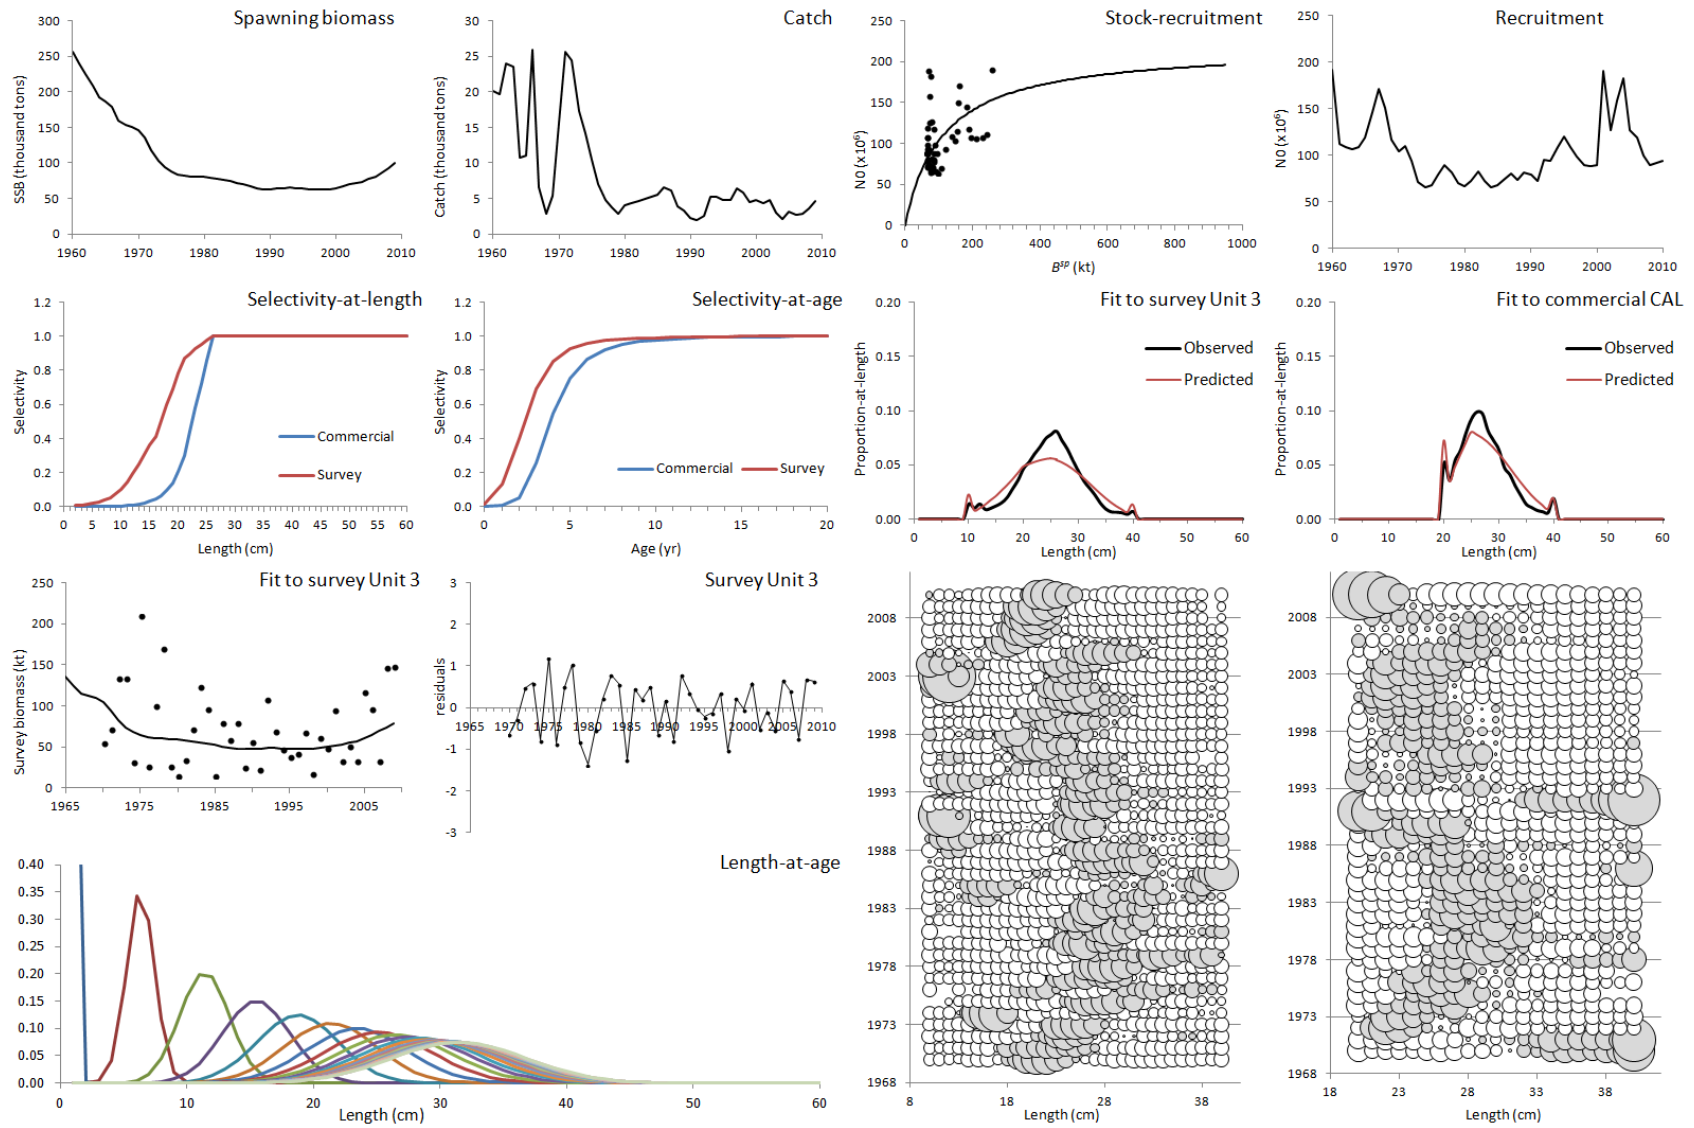 Spawning biomass
SSB (thousand tons)
300
250
200
150
100
50
0
1960 1970 1980 1990 2000 2010
Catch
Catch (thousand tons)
30
25
20
15
10
5
0
1960 1970 1980 1990 2000 2010
Stock-recruitment
N0 (x10⁶)
250
200
150
100
50
0
0 200 400 600 800 1000
Bˢᵖ (kt)
Recruitment
N0 (x10⁶)
250
200
150
100
50
0
1960 1970 1980 1990 2000 2010
Selectivity-at-length
Selectivity
1.2
1.0
0.8
0.6
0.4
0.2
0.0
Commercial
Survey
0 5 10 15 20 25 30 35 40 45 50 55 60
Length (cm)
Selectivity-at-age
Selectivity
1.2
1.0
0.8
0.6
0.4
0.2
0.0
Commercial Survey
0 5 10 15 20
Age (yr)
Fit to survey Unit 3
Proportion-at-length
0.20
0.15
0.10
0.05
0.00
Observed
Predicted
0 10 20 30 40 50 60
Length (cm)
Fit to commercial CAL
Proportion-at-length
0.20
0.15
0.10
0.05
0.00
Observed
Predicted
0 10 20 30 40 50 60
Length (cm)
Fit to survey Unit 3
Survey biomass (kt)
250
200
150
100
50
0
1965 1975 1985 1995 2005
Survey Unit 3
residuals
3
2
1
0
-1
-2
-3
1965 1970 1975 1980 1985 1990 1995 2000 2005 2010
2008
2003
1998
1993
1988
1983
1978
1973
1968
8 18 28 38
Length (cm)
2008
2003
1998
1993
1988
1983
1978
1973
1968
18 23 28 33 38
Length (cm)
Length-at-age
0.40
0.35
0.30
0.25
0.20
0.15
0.10
0.05
0.00
0 10 20 30 40 50 60
Length (cm)